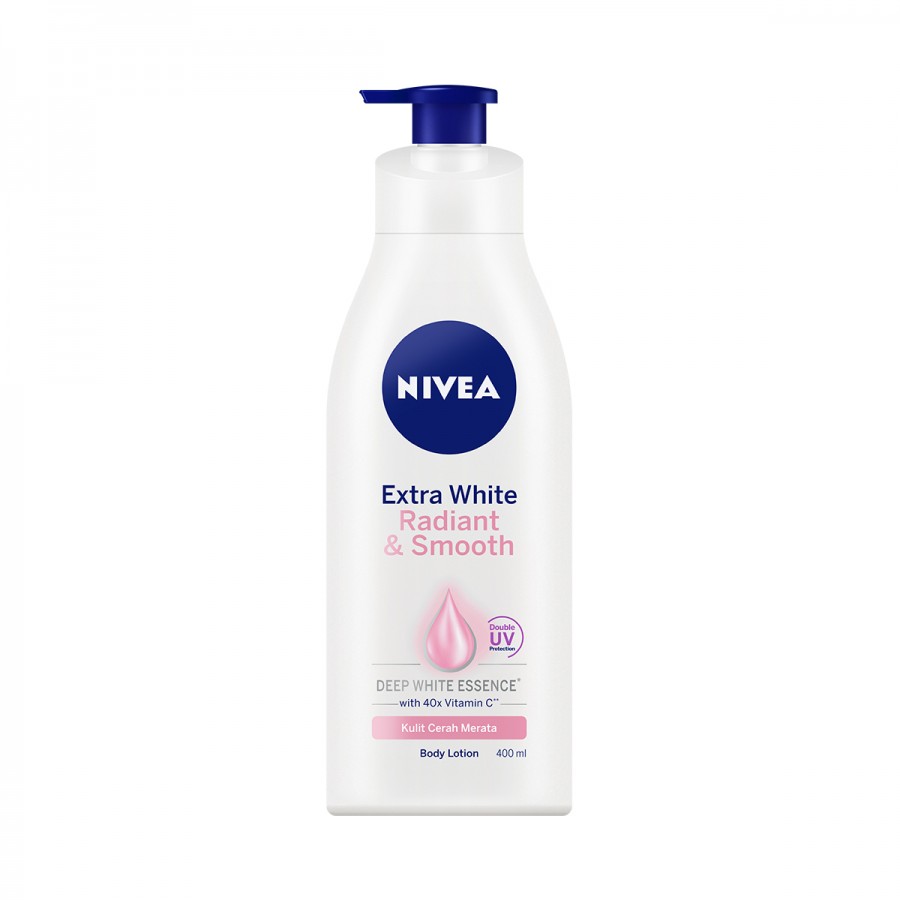 NIVEA
Extra White
Radiant
& Smooth
Double
UV
Protection
DEEP WHITE ESSENCE*
with 40x Vitamin C**
Kulit Cerah Merata
Body Lotion 400 ml